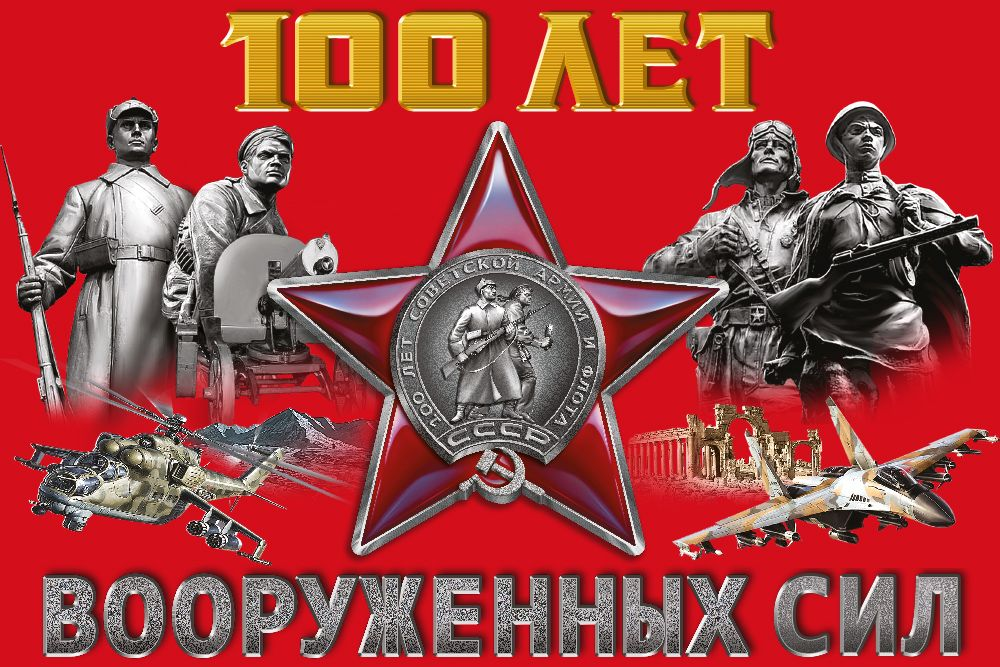 100 ЛЕТ
100 ЛЕТ СОВЕТСКОЙ АРМИИ И ФЛОТА
СССР
ВООРУЖЕННЫХ СИЛ